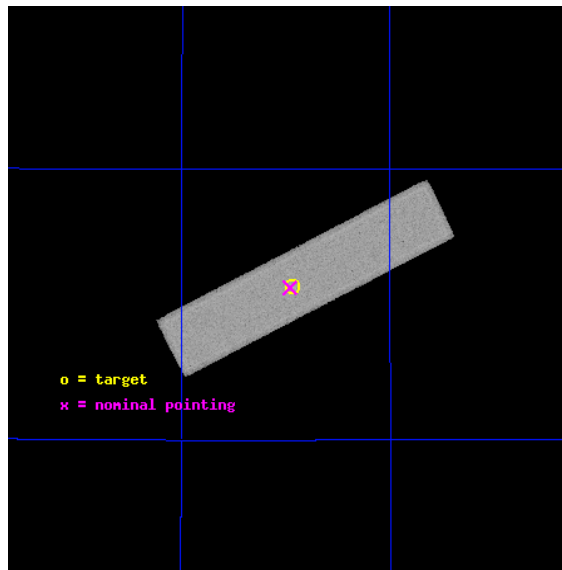 o = target
x = nominal pointing